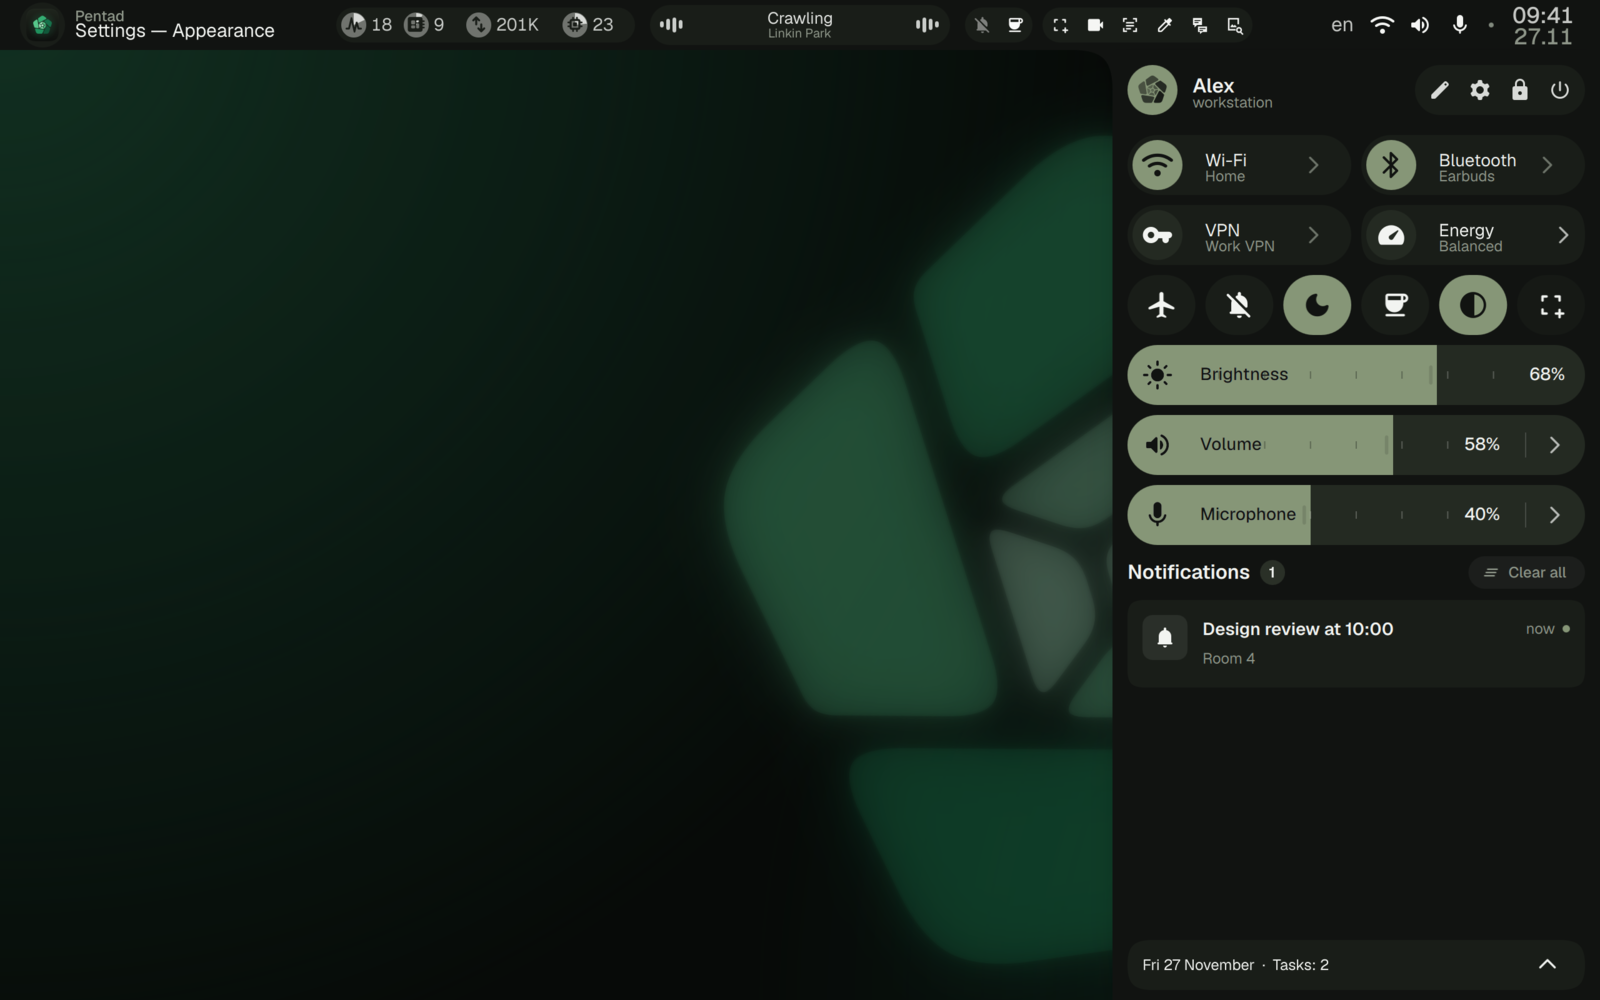 Pentad
Settings — Appearance
18
9
201K
23
Crawling
Linkin Park
en
09:41
27.11
Alex
workstation
Wi-Fi
Home
Bluetooth
Earbuds
VPN
Work VPN
Energy
Balanced
Brightness
68%
Volume
58%
Microphone
40%
Notifications
1
Clear all
Design review at 10:00
now
Room 4
Fri 27 November · Tasks: 2